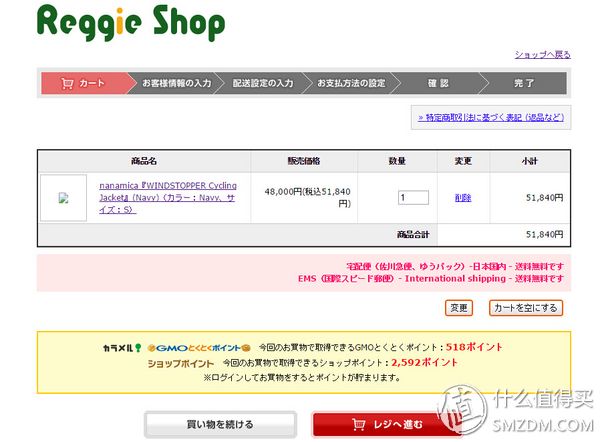 Reggie Shop
ショップへ戻る
カート
お客様情報の入力
配送設定の入力
お支払方法の設定
確認
完了
» 特定商取引法に基づく表記 (返品など)
商品名 販売価格 数量 変更 小計
nanamica『WINDSTOPPER Cycling
Jacket』(Navy)(カラー：Navy、サ
イズ：S)
48,000円(税込51,840
円)
1
削除
51,840円
商品合計 51,840円
宅配便（佐川急便、ゆうパック）-日本国内 - 送料無料です
EMS（国際スピード郵便）- International shipping - 送料無料です
変更
カートを空にする
カラメル GMOとくとくポイント 今回のお買物で取得できるGMOとくとくポイント：518ポイント
ショップポイント 今回のお買物で取得できるショップポイント：2,592ポイント
※ログインしてお買物をするとポイントが貯まります。
買い物を続ける
レジへ進む
值 什么值得买
SMZDM.COM